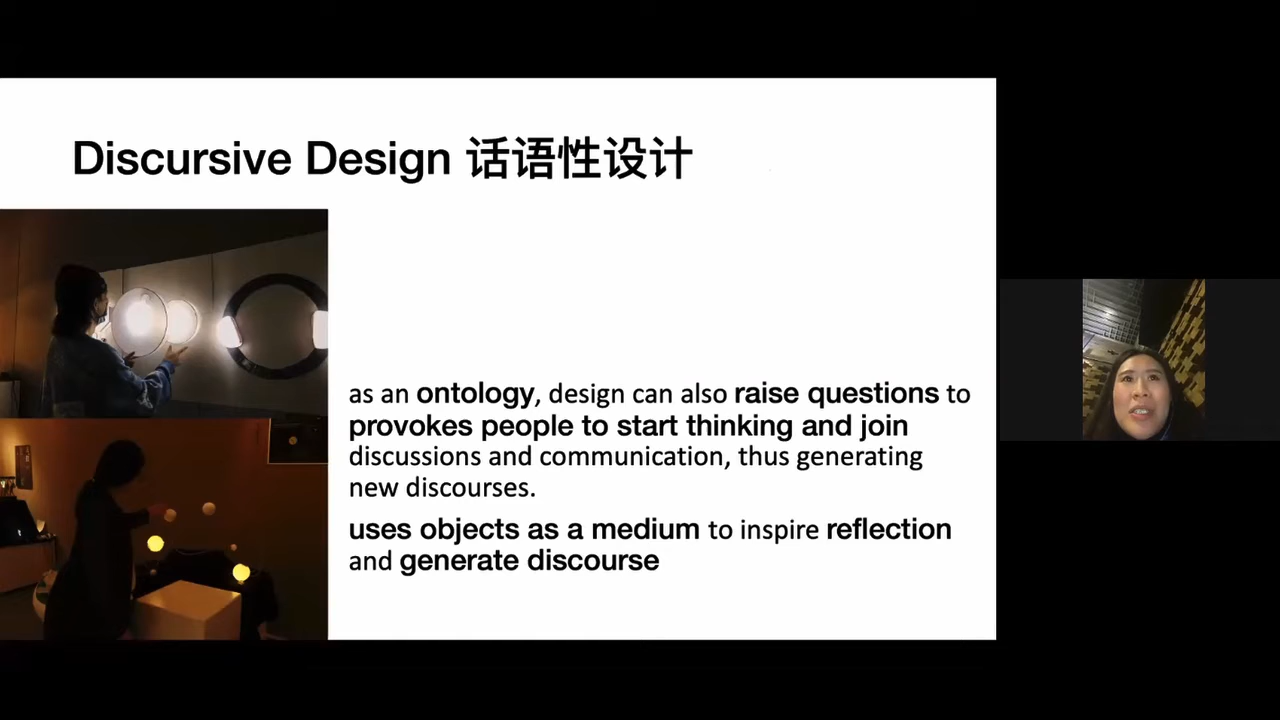 Discursive Design 话语性设计
as an ontology, design can also raise questions to
provokes people to start thinking and join
discussions and communication, thus generating
new discourses.
uses objects as a medium to inspire reflection
and generate discourse